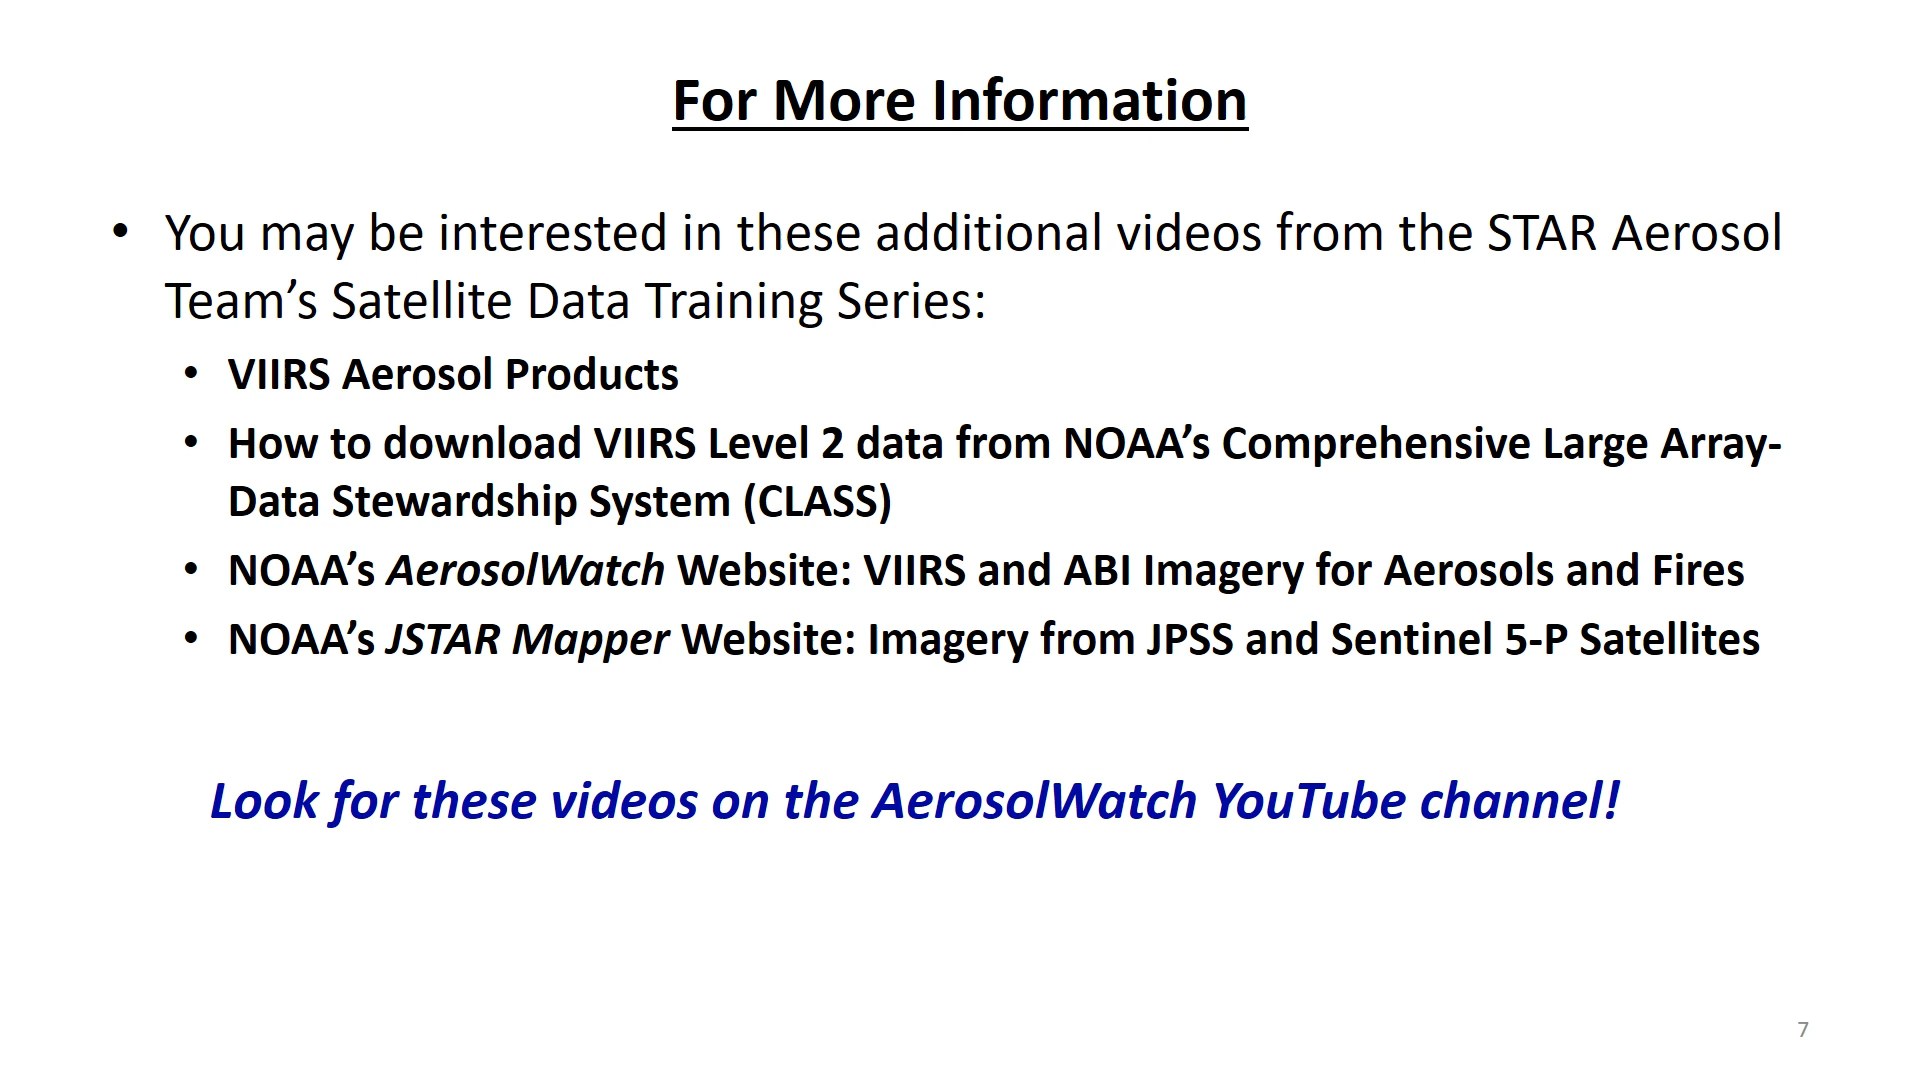 For More Information
• You may be interested in these additional videos from the STAR Aerosol
Team’s Satellite Data Training Series:
• VIIRS Aerosol Products
• How to download VIIRS Level 2 data from NOAA’s Comprehensive Large Array-
Data Stewardship System (CLASS)
• NOAA’s AerosolWatch Website: VIIRS and ABI Imagery for Aerosols and Fires
• NOAA’s JSTAR Mapper Website: Imagery from JPSS and Sentinel 5-P Satellites
Look for these videos on the AerosolWatch YouTube channel!
7